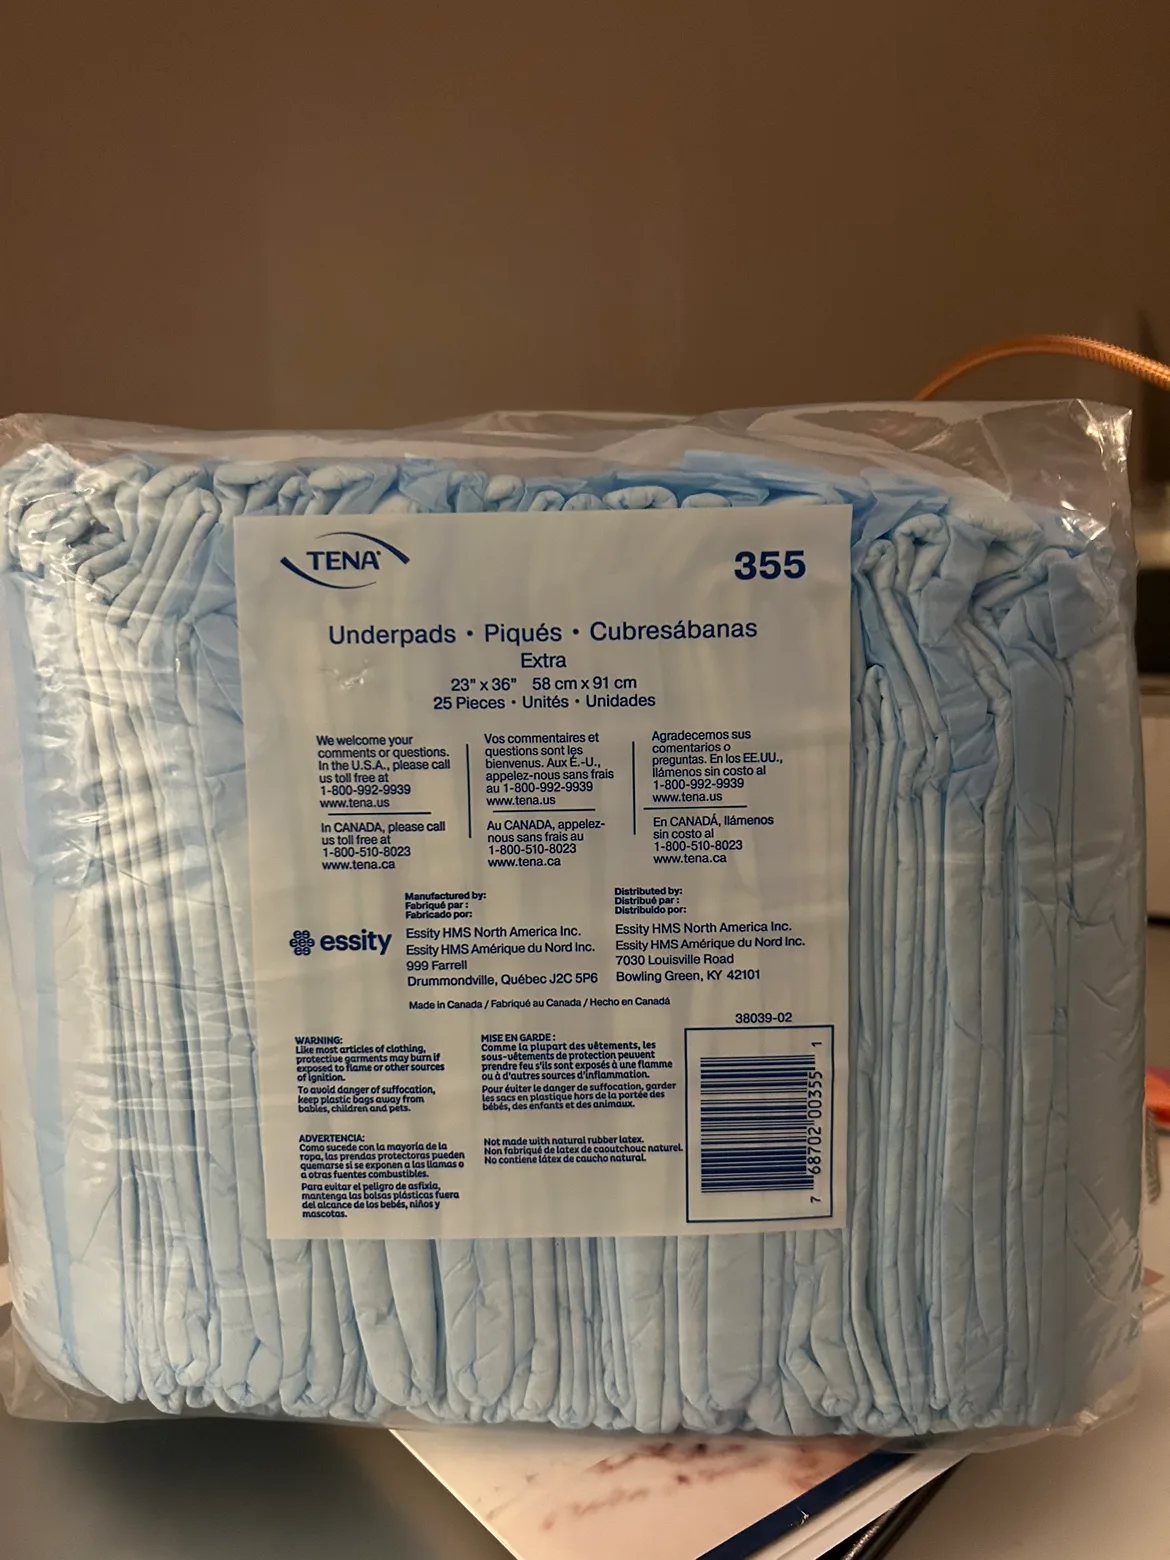 TENA®
355
Underpads • Piqués • Cubresábanas
Extra
23" x 36" 58 cm x 91 cm
25 Pieces • Unités • Unidades
We welcome your
comments or questions.
In the U.S.A., please call
us toll free at
1-800-992-9939
www.tena.us
In CANADA, please call
us toll free at
1-800-510-8023
www.tena.ca
Vos commentaires et
questions sont les
bienvenus. Aux É.-U.,
appelez-nous sans frais
au 1-800-992-9939
www.tena.us
Au CANADA, appelez-
nous sans frais au
1-800-510-8023
www.tena.ca
Agradecemos sus
comentarios o
preguntas. En los EE.UU.,
llámenos sin costo al
1-800-992-9939
www.tena.us
En CANADÁ, llámenos
sin costo al
1-800-510-8023
www.tena.ca
essity
Manufactured by:
Fabriqué par :
Fabricado por:
Essity HMS North America Inc.
Essity HMS Amérique du Nord Inc.
999 Farrell
Drummondville, Québec J2C 5P6
Distributed by:
Distribué par :
Distribuido por:
Essity HMS North America Inc.
Essity HMS Amérique du Nord Inc.
7030 Louisville Road
Bowling Green, KY 42101
Made in Canada / Fabriqué au Canada / Hecho en Canadá
38039-02
WARNING:
Like most articles of clothing,
protective garments may burn if
exposed to flame or other sources
of ignition.
To avoid danger of suffocation,
keep plastic bags away from
babies, children and pets.
MISE EN GARDE :
Comme la plupart des vêtements, les
sous-vêtements de protection peuvent
prendre feu s'ils sont exposés à une flamme
ou à d'autres sources d'inflammation.
Pour éviter le danger de suffocation, garder
les sacs en plastique hors de la portée des
bébés, des enfants et des animaux.
ADVERTENCIA:
Como sucede con la mayoría de la
ropa, las prendas protectoras pueden
quemarse si se exponen a las llamas o
a otras fuentes combustibles.
Para evitar el peligro de asfixia,
mantenga las bolsas plásticas fuera
del alcance de los bebés, niños y
mascotas.
Not made with natural rubber latex.
Non fabriqué de latex de caoutchouc naturel.
No contiene látex de caucho natural.
7 68702 00355 1